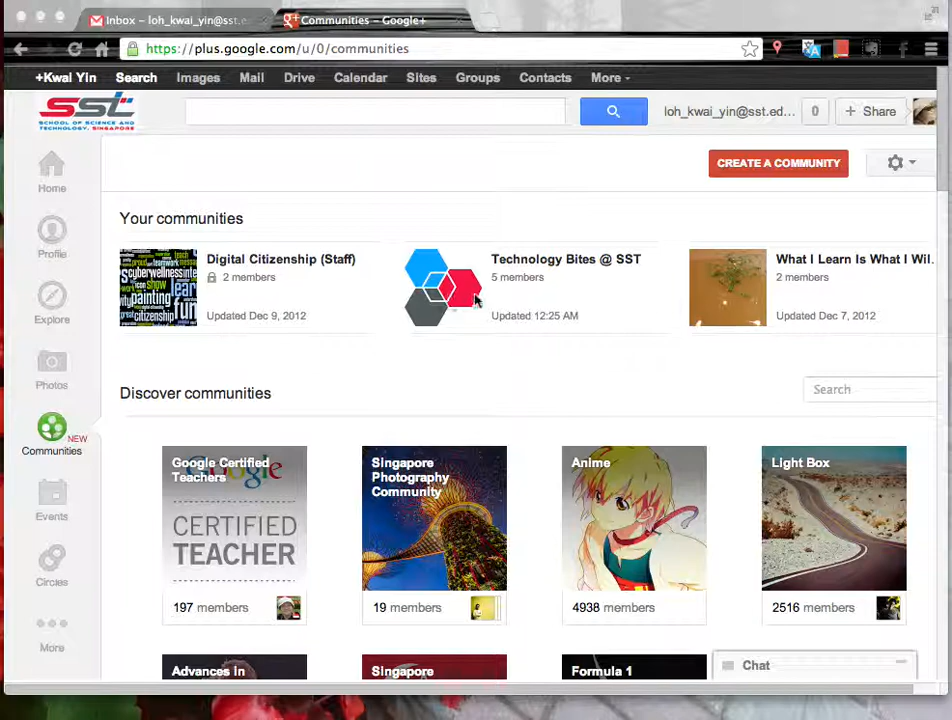 Inbox – loh_kwai_yin@sst.e
Communities – Google+
https://plus.google.com/u/0/communities
+Kwai Yin Search Images Mail Drive Calendar Sites Groups Contacts More
sst
SCHOOL OF SCIENCE AND
TECHNOLOGY, SINGAPORE
loh_kwai_yin@sst.ed...
0
+ Share
Home
Profile
Explore
Photos
NEW
Communities
Events
Circles
More
CREATE A COMMUNITY
Your communities
Digital Citizenship (Staff)
2 members
Updated Dec 9, 2012
cyberwellness
painting
citizenship
fun
Technology Bites @ SST
5 members
Updated 12:25 AM
What I Learn Is What I Wil.
2 members
Updated Dec 7, 2012
Discover communities
Search
Google Certified
Teachers
Google
CERTIFIED
TEACHER
197 members
Singapore
Photography
Community
19 members
Anime
4938 members
Light Box
2516 members
Advances in
Singapore
Formula 1
Chat